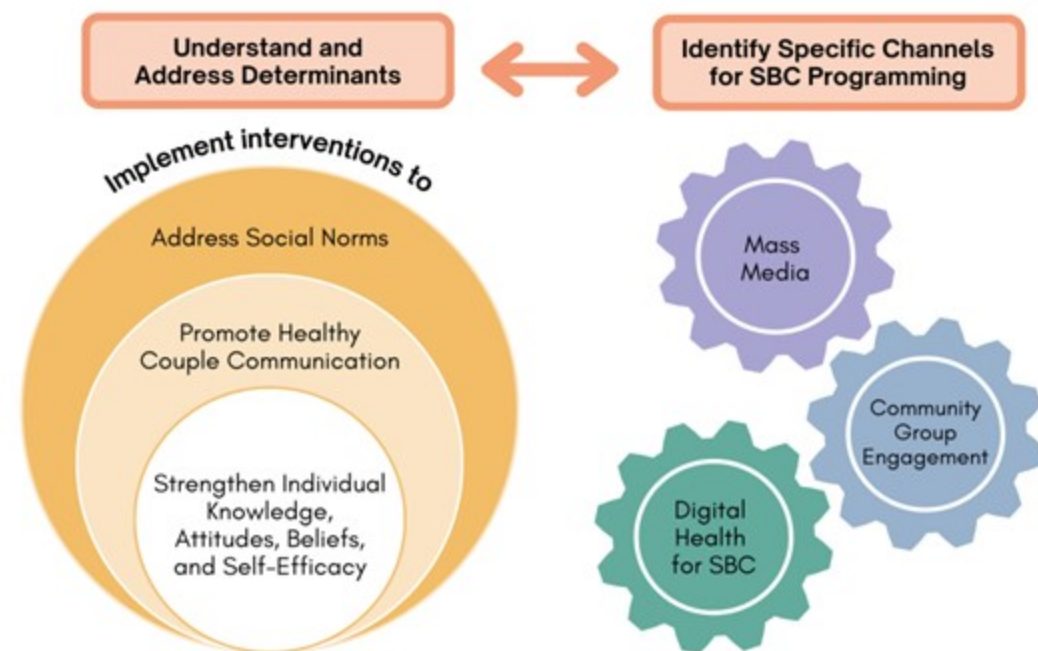 Understand and
Address Determinants
Identify Specific Channels
for SBC Programming
Implement interventions to
Address Social Norms
Promote Healthy
Couple Communication
Strengthen Individual
Knowledge,
Attitudes, Beliefs,
and Self-Efficacy
Mass
Media
Community
Group
Engagement
Digital
Health
for SBC